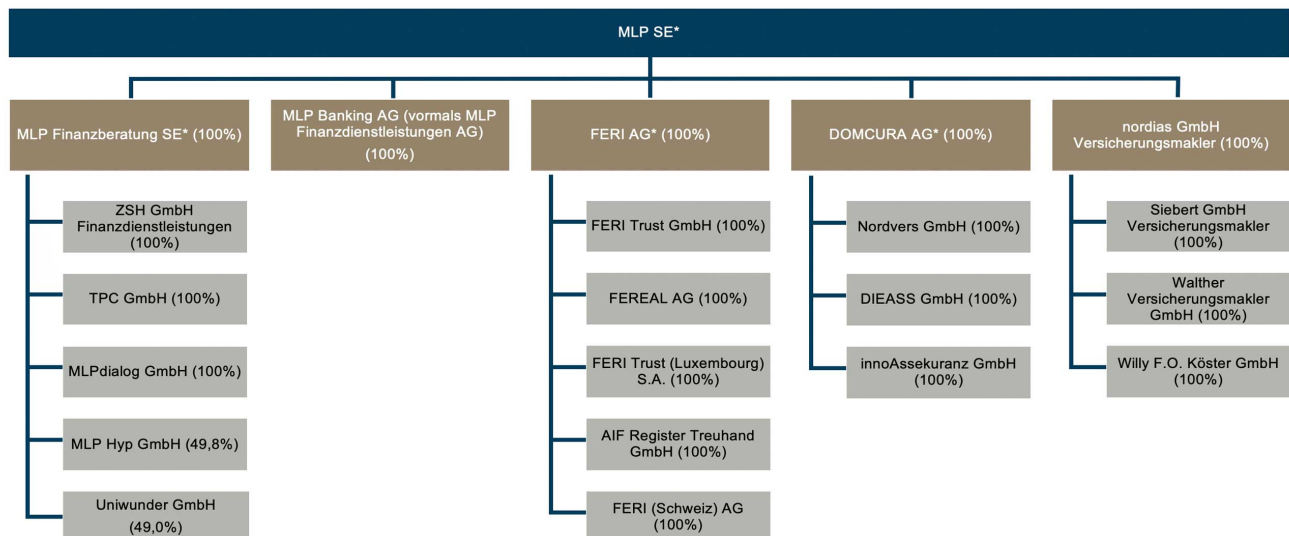 MLP SE*
MLP Finanzberatung SE* (100%)
MLP Banking AG (vormals MLP
Finanzdienstleistungen AG)
(100%)
FERI AG* (100%)
DOMCURA AG* (100%)
nordias GmbH
Versicherungsmakler (100%)
ZSH GmbH
Finanzdienstleistungen
(100%)
TPC GmbH (100%)
MLPdialog GmbH (100%)
MLP Hyp GmbH (49,8%)
Uniwunder GmbH
(49,0%)
FERI Trust GmbH (100%)
FEREAL AG (100%)
FERI Trust (Luxembourg)
S.A. (100%)
AIF Register Treuhand
GmbH (100%)
FERI (Schweiz) AG
(100%)
Nordvers GmbH (100%)
DIEASS GmbH (100%)
innoAssekuranz GmbH
(100%)
Siebert GmbH
Versicherungsmakler
(100%)
Walther
Versicherungsmakler
GmbH (100%)
Willy F.O. Köster GmbH
(100%)